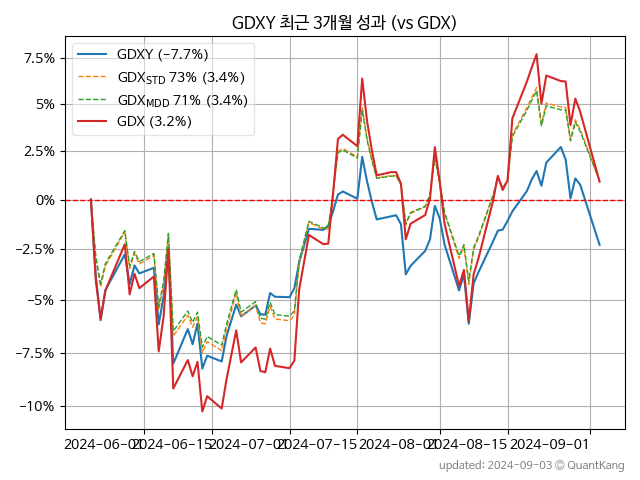 GDXY 최근 3개월 성과 (vs GDX)
GDXY (−7.7%)
GDXSTD 73% (3.4%)
GDXMDD 71% (3.4%)
GDX (3.2%)
7.5%
5%
2.5%
0%
−2.5%
−5%
−7.5%
−10%
2024-06-01
2024-06-15
2024-07-01
2024-07-15
2024-08-01
2024-08-15
2024-09-01
updated: 2024-09-03 © QuantKang